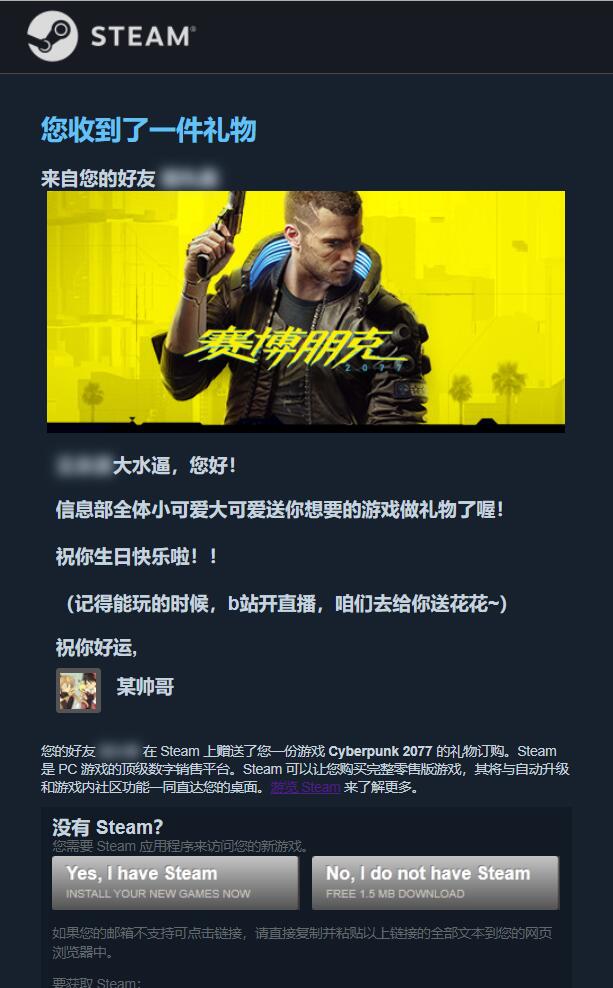 STEAM®
您收到了一件礼物
来自您的好友
赛博朋克
2077
大水逼，您好！
信息部全体小可爱大可爱送你想要的游戏做礼物了喔！
祝你生日快乐啦！！
（记得能玩的时候，b站开直播，咱们去给你送花花~）
祝你好运,
某帅哥
您的好友 在 Steam 上赠送了您一份游戏 Cyberpunk 2077 的礼物订购。Steam
是 PC 游戏的顶级数字销售平台。Steam 可以让您购买完整零售版游戏，其将与自动升级
和游戏内社区功能一同直达您的桌面。游览 Steam 来了解更多。
没有 Steam？
您需要 Steam 应用程序来访问您的新游戏。
Yes, I have Steam
INSTALL YOUR NEW GAMES NOW
No, I do not have Steam
FREE 1.5 MB DOWNLOAD
如果您的邮箱不支持可点击链接，请直接复制并粘贴以上链接的全部文本到您的网页
浏览器中。
要获取 Steam：